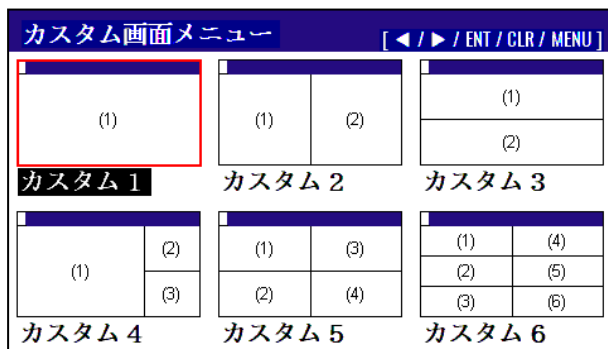 カスタム画面メニュー [ ◀ / ▶ / ENT / CLR / MENU ]
(1) (1) (2) (1)
(2)
カスタム 1 カスタム 2 カスタム 3
(1) (2) (1) (3) (1) (4)
(2) (5)
(3) (2) (4) (3) (6)
カスタム 4 カスタム 5 カスタム 6